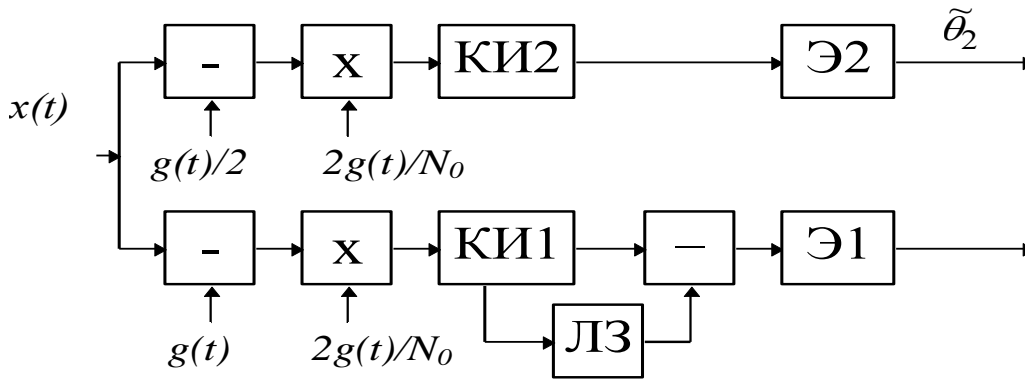 - x КИ2 Э2 θ̃₂
x(t)
g(t)/2 2g(t)/N₀
- x КИ1 – Э1
ЛЗ
g(t) 2g(t)/N₀